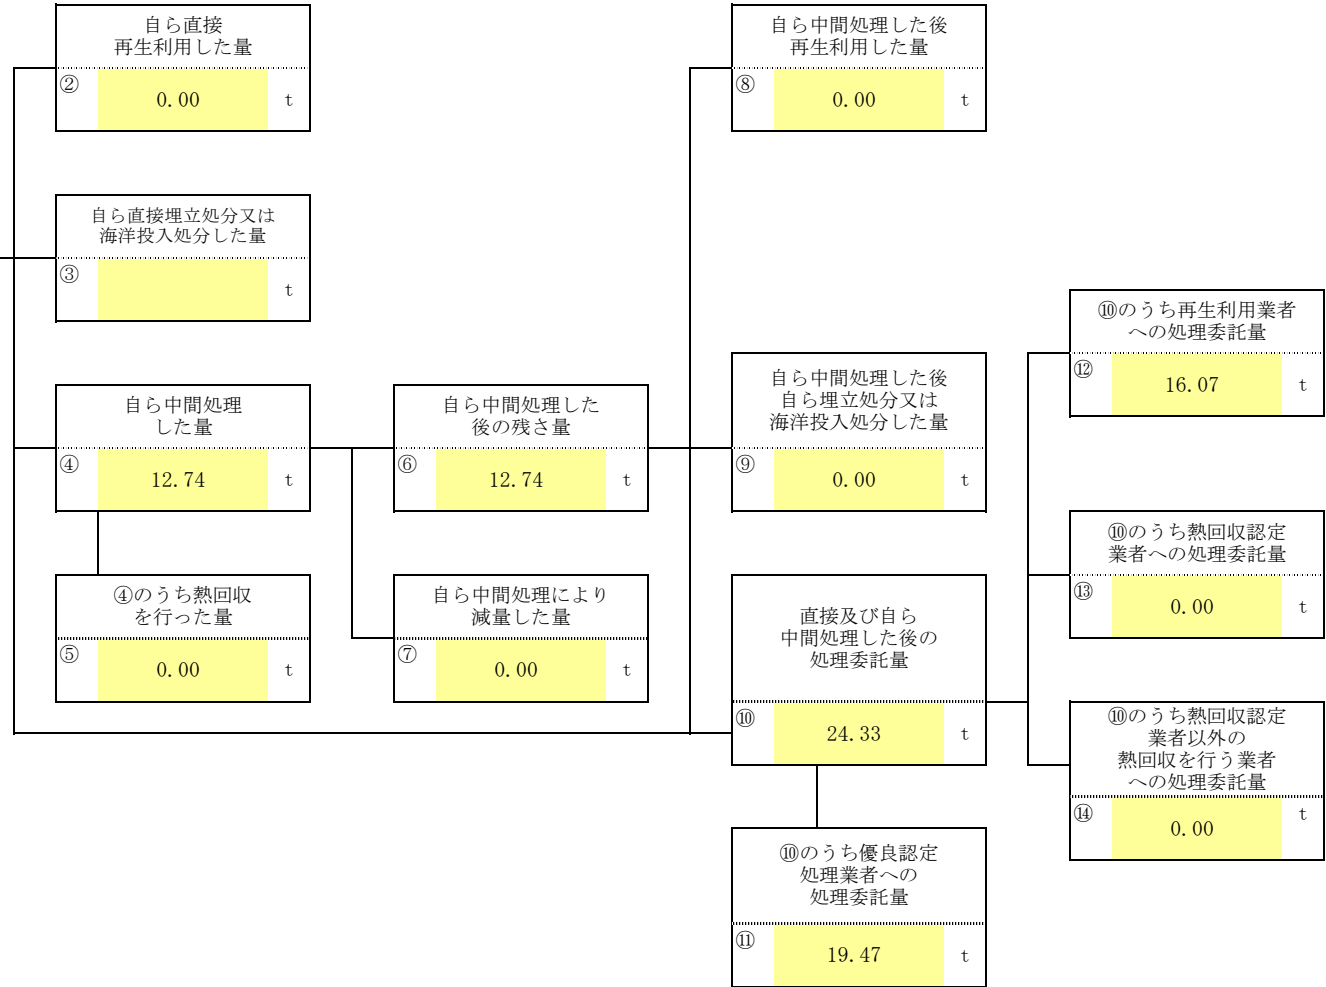 自ら直接
再生利用した量
② 0.00 t
自ら直接埋立処分又は
海洋投入処分した量
③ t
自ら中間処理
した量
④ 12.74 t
④のうち熱回収
を行った量
⑤ 0.00 t
自ら中間処理した
後の残さ量
⑥ 12.74 t
自ら中間処理により
減量した量
⑦ 0.00 t
自ら中間処理した後
再生利用した量
⑧ 0.00 t
自ら中間処理した後
自ら埋立処分又は
海洋投入処分した量
⑨ 0.00 t
直接及び自ら
中間処理した後の
処理委託量
⑩ 24.33 t
⑩のうち優良認定
処理業者への
処理委託量
⑪ 19.47 t
⑩のうち再生利用業者
への処理委託量
⑫ 16.07 t
⑩のうち熱回収認定
業者への処理委託量
⑬ 0.00 t
⑩のうち熱回収認定
業者以外の
熱回収を行う業者
への処理委託量
⑭ 0.00 t